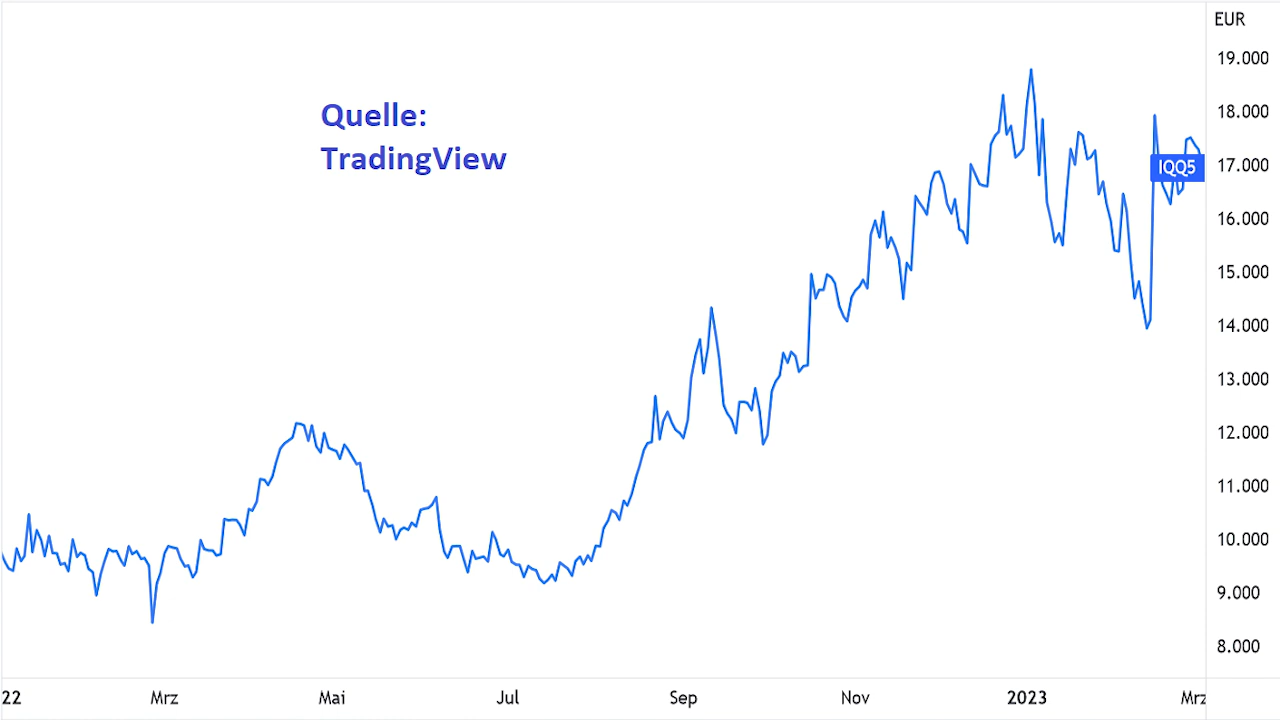 EUR
19.000
Quelle:
18.000
TradingView
17.000
IQQ5
16.000
15.000
14.000
13.000
12.000
11.000
10.000
9.000
8.000
22 Mrz Mai Jul Sep Nov 2023 Mrz